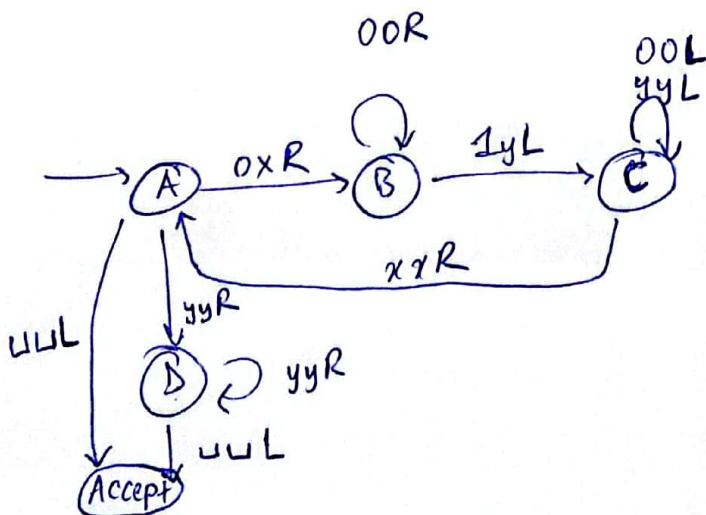 00R
00L
yyL
A
0xR
B
1yL
C
xxR
⊔⊔L
yyR
D
yyR
⊔⊔L
Accept